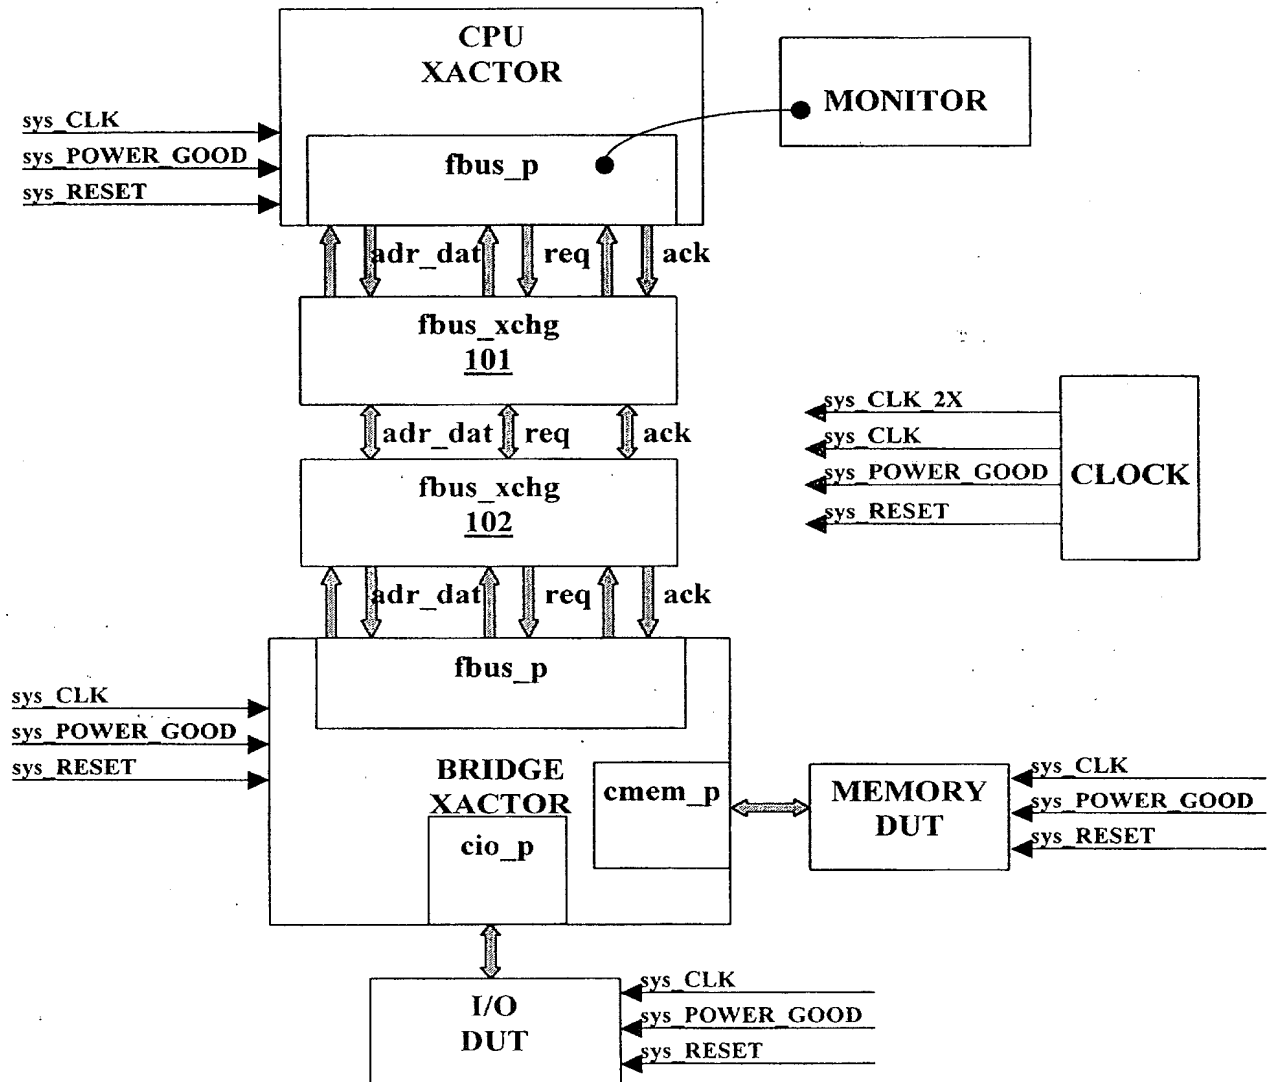 CPU
XACTOR
MONITOR
sys_CLK
sys_POWER_GOOD
sys_RESET
fbus_p
adr_dat
req
ack
fbus_xchg
101
adr_dat
req
ack
fbus_xchg
102
sys_CLK_2X
sys_CLK
sys_POWER_GOOD
sys_RESET
CLOCK
adr_dat
req
ack
fbus_p
sys_CLK
sys_POWER_GOOD
sys_RESET
BRIDGE
XACTOR
cmem_p
cio_p
MEMORY
DUT
sys_CLK
sys_POWER_GOOD
sys_RESET
I/O
DUT
sys_CLK
sys_POWER_GOOD
sys_RESET